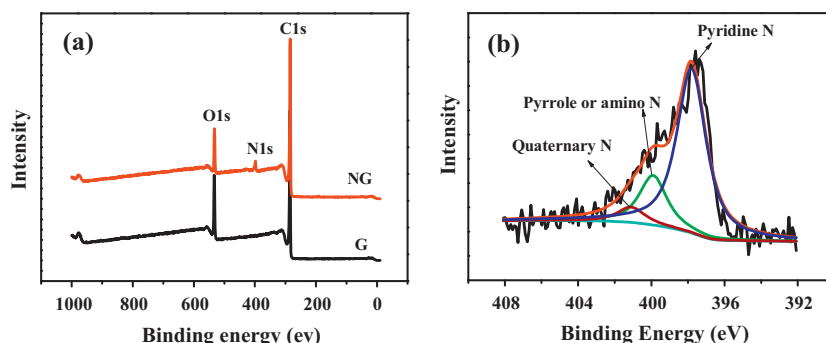 (a)
C1s
O1s
N1s
NG
G
Intensity
1000 800 600 400 200 0
Binding energy (ev)
(b)
Pyridine N
Pyrrole or amino N
Quaternary N
Intensity
408 404 400 396 392
Binding Energy (eV)